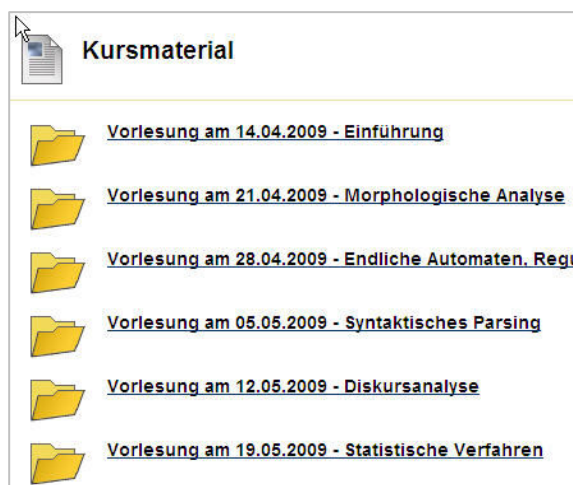 Kursmaterial
Vorlesung am 14.04.2009 - Einführung
Vorlesung am 21.04.2009 - Morphologische Analyse
Vorlesung am 28.04.2009 - Endliche Automaten, Regu
Vorlesung am 05.05.2009 - Syntaktisches Parsing
Vorlesung am 12.05.2009 - Diskursanalyse
Vorlesung am 19.05.2009 - Statistische Verfahren